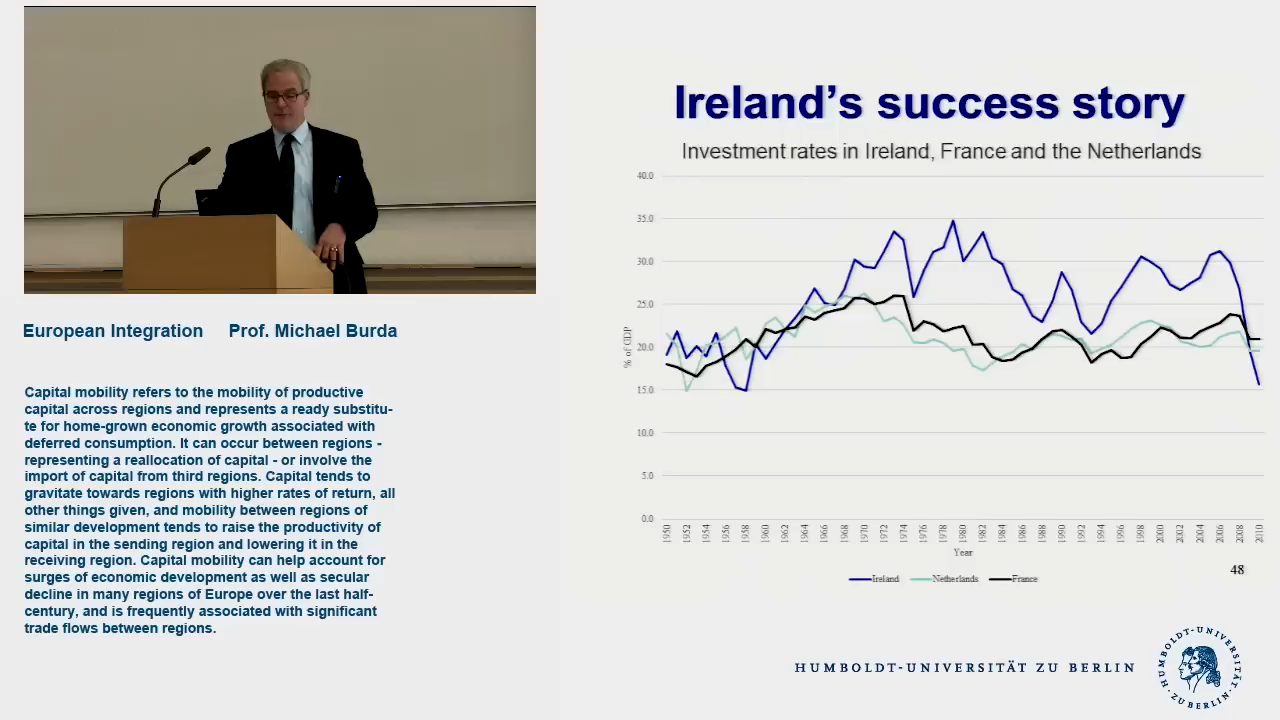 Ireland's success story
Investment rates in Ireland, France and the Netherlands
40.0
35.0
30.0
25.0
20.0
15.0
10.0
5.0
0.0
% of GDP
1950 1952 1954 1956 1958 1960 1962 1964 1966 1968 1970 1972 1974 1976 1978 1980 1982 1984 1986 1988 1990 1992 1994 1996 1998 2000 2002 2004 2006 2008 2010
Year
Ireland Netherlands France
48
European Integration Prof. Michael Burda
Capital mobility refers to the mobility of productive
capital across regions and represents a ready substitu-
te for home-grown economic growth associated with
deferred consumption. It can occur between regions -
representing a reallocation of capital - or involve the
import of capital from third regions. Capital tends to
gravitate towards regions with higher rates of return, all
other things given, and mobility between regions of
similar development tends to raise the productivity of
capital in the sending region and lowering it in the
receiving region. Capital mobility can help account for
surges of economic development as well as secular
decline in many regions of Europe over the last half-
century, and is frequently associated with significant
trade flows between regions.
HUMBOLDT-UNIVERSITÄT ZU BERLIN
HUMBOLDT-UNIVERSITÄT · ZU BERLIN ·